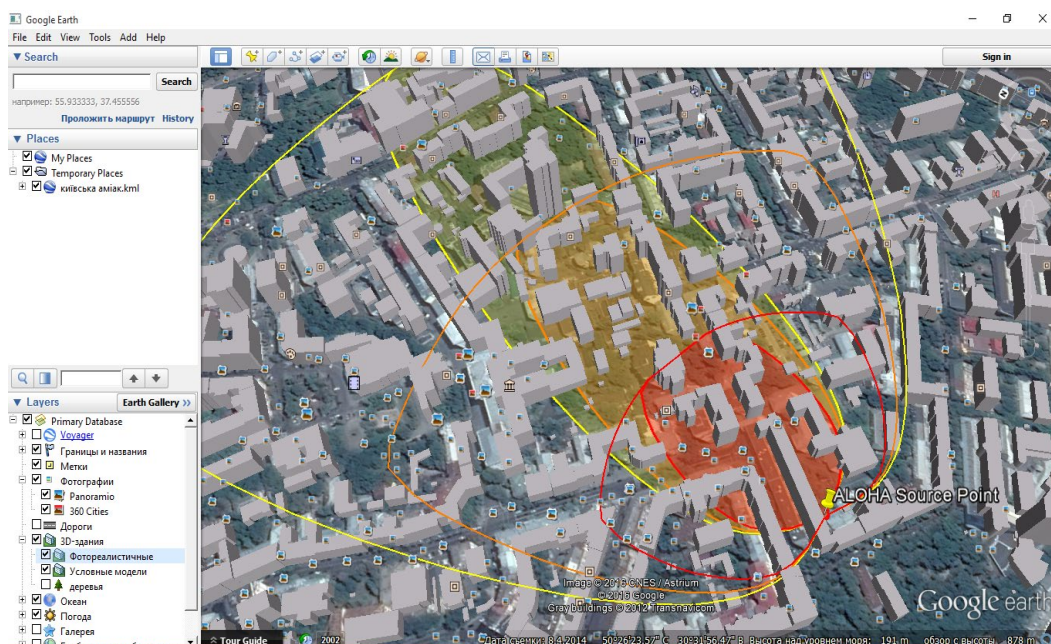 Google Earth
File Edit View Tools Add Help
▼ Search
Search
например: 55.933333, 37.455556
Проложить маршрут History
▼ Places
My Places
Temporary Places
київська аміак.kml
▼ Layers
Earth Gallery >>
Primary Database
Voyager
Границы и названия
Метки
Фотографии
Panoramio
360 Cities
Дороги
3D-здания
Фотореалистичные
Условные модели
деревья
Океан
Погода
Галерея
Sign in
ALOHA Source Point
Image © 2016 CNES / Astrium
© 2016 Google
Gray buildings © 2012 Transnavicom
Google earth
Tour Guide
2002
Дата съемки: 8.4.2014 50°26'23.57" С 30°31'56.47" В Высота над уровнем моря: 191 m обзор с высоты 878 m